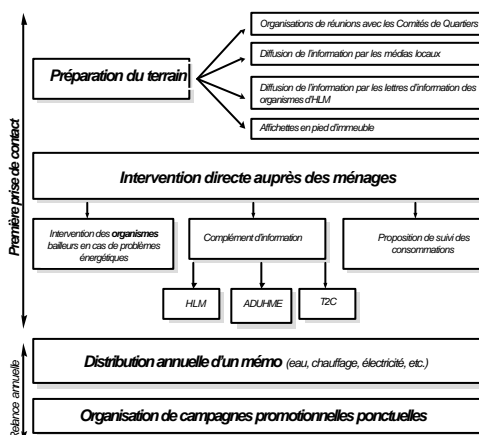 Organisations de réunions avec les Comités de Quartiers
Diffusion de l'information par les médias locaux
Préparation du terrain
Diffusion de l'information par les lettres d'information des
organismes d'HLM
Affichettes en pied d'immeuble
Première prise de contact
Intervention directe auprès des ménages
Intervention des organismes
bailleurs en cas de problèmes
énergétiques
Complément d'information
Proposition de suivi des
consommations
HLM
ADUHME
T2C
Relance annuelle
Distribution annuelle d'un mémo (eau, chauffage, électricité, etc.)
Organisation de campagnes promotionnelles ponctuelles